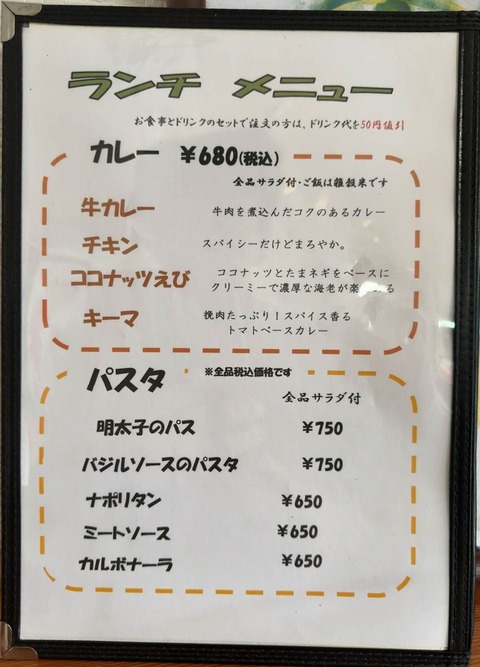 ランチ メニュー
お食事とドリンクのセットで注文の方は、ドリンク代を50円値引
カレー ¥680(税込)
全品サラダ付・ご飯は雑穀米です
牛カレー 牛肉を煮込んだコクのあるカレー
チキン スパイシーだけどまろやか。
ココナッツえび ココナッツとたまネギをベースに
クリーミーで濃厚な海老が楽 る
キーマ 挽肉たっぷり！スパイス香る
トマトベースカレー
パスタ ※全品税込価格です
全品サラダ付
明太子のパス ¥750
バジルソースのパスタ ¥750
ナポリタン ¥650
ミートソース ¥650
カルボナーラ ¥650